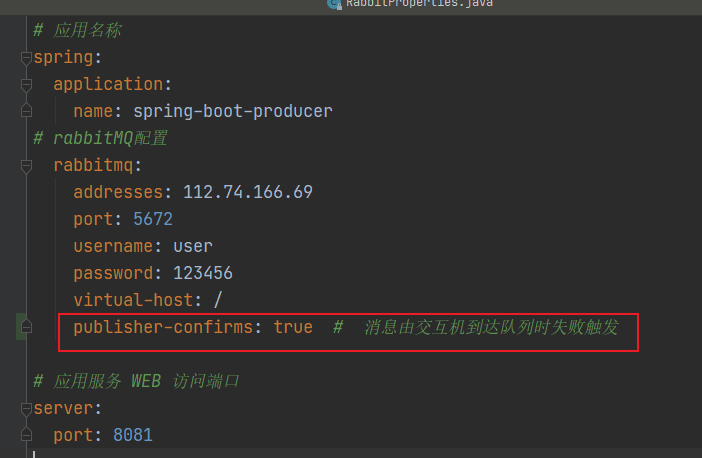 RabbitProperties.java
# 应用名称
spring:
application:
name: spring-boot-producer
# rabbitMQ配置
rabbitmq:
addresses: 112.74.166.69
port: 5672
username: user
password: 123456
virtual-host: /
publisher-confirms: true # 消息由交互机到达队列时失败触发
# 应用服务 WEB 访问端口
server:
port: 8081